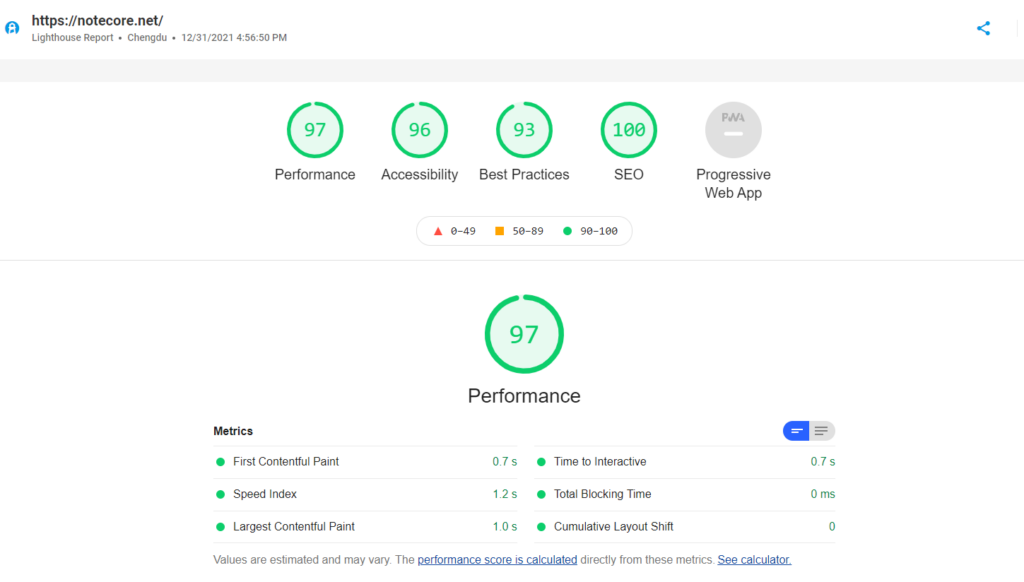 https://notecore.net/
Lighthouse Report • Chengdu • 12/31/2021 4:56:50 PM
97 96 93 100 PWA
Performance Accessibility Best Practices SEO Progressive
Web App
0–49 50–89 90–100
97
Performance
Metrics
First Contentful Paint 0.7 s Time to Interactive 0.7 s
Speed Index 1.2 s Total Blocking Time 0 ms
Largest Contentful Paint 1.0 s Cumulative Layout Shift 0
Values are estimated and may vary. The performance score is calculated directly from these metrics. See calculator.